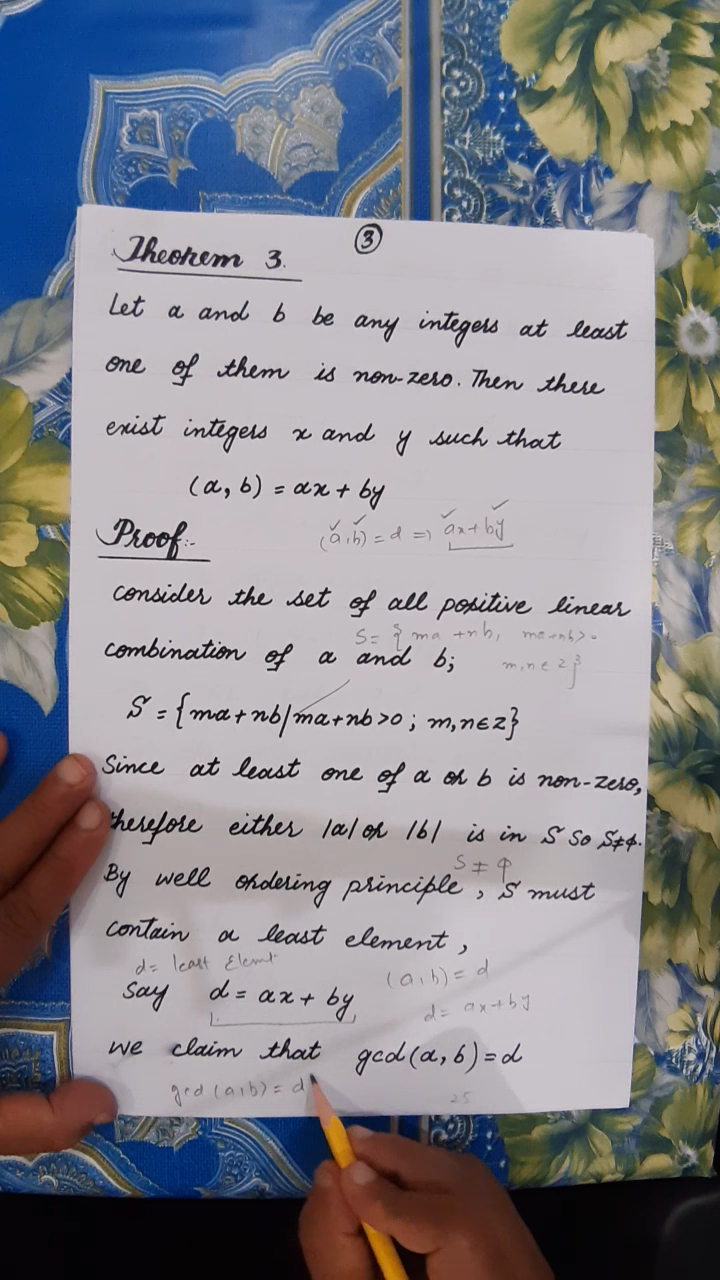 ③
Theorem 3.
Let a and b be any integers at least
one of them is non-zero. Then there
exist integers x and y such that
(a, b) = ax + by
Proof:-
(a,b) = d ⇒ ax+by
consider the set of all positive linear
S = { ma + nb, ma+nb>0
combination of a and b;
m,n ∈ Z}
S = {ma + nb | ma+nb >0 ; m,n∈Z}
Since at least one of a or b is non-zero,
therefore either |a| or |b| is in S So S≠φ.
S ≠ φ
By well ordering principle, S must
contain a least element,
d = least Elemt
(a,b) = d
Say d = ax + by
d = ax+by
we claim that gcd(a,b) = d
gcd (a,b) = d
25